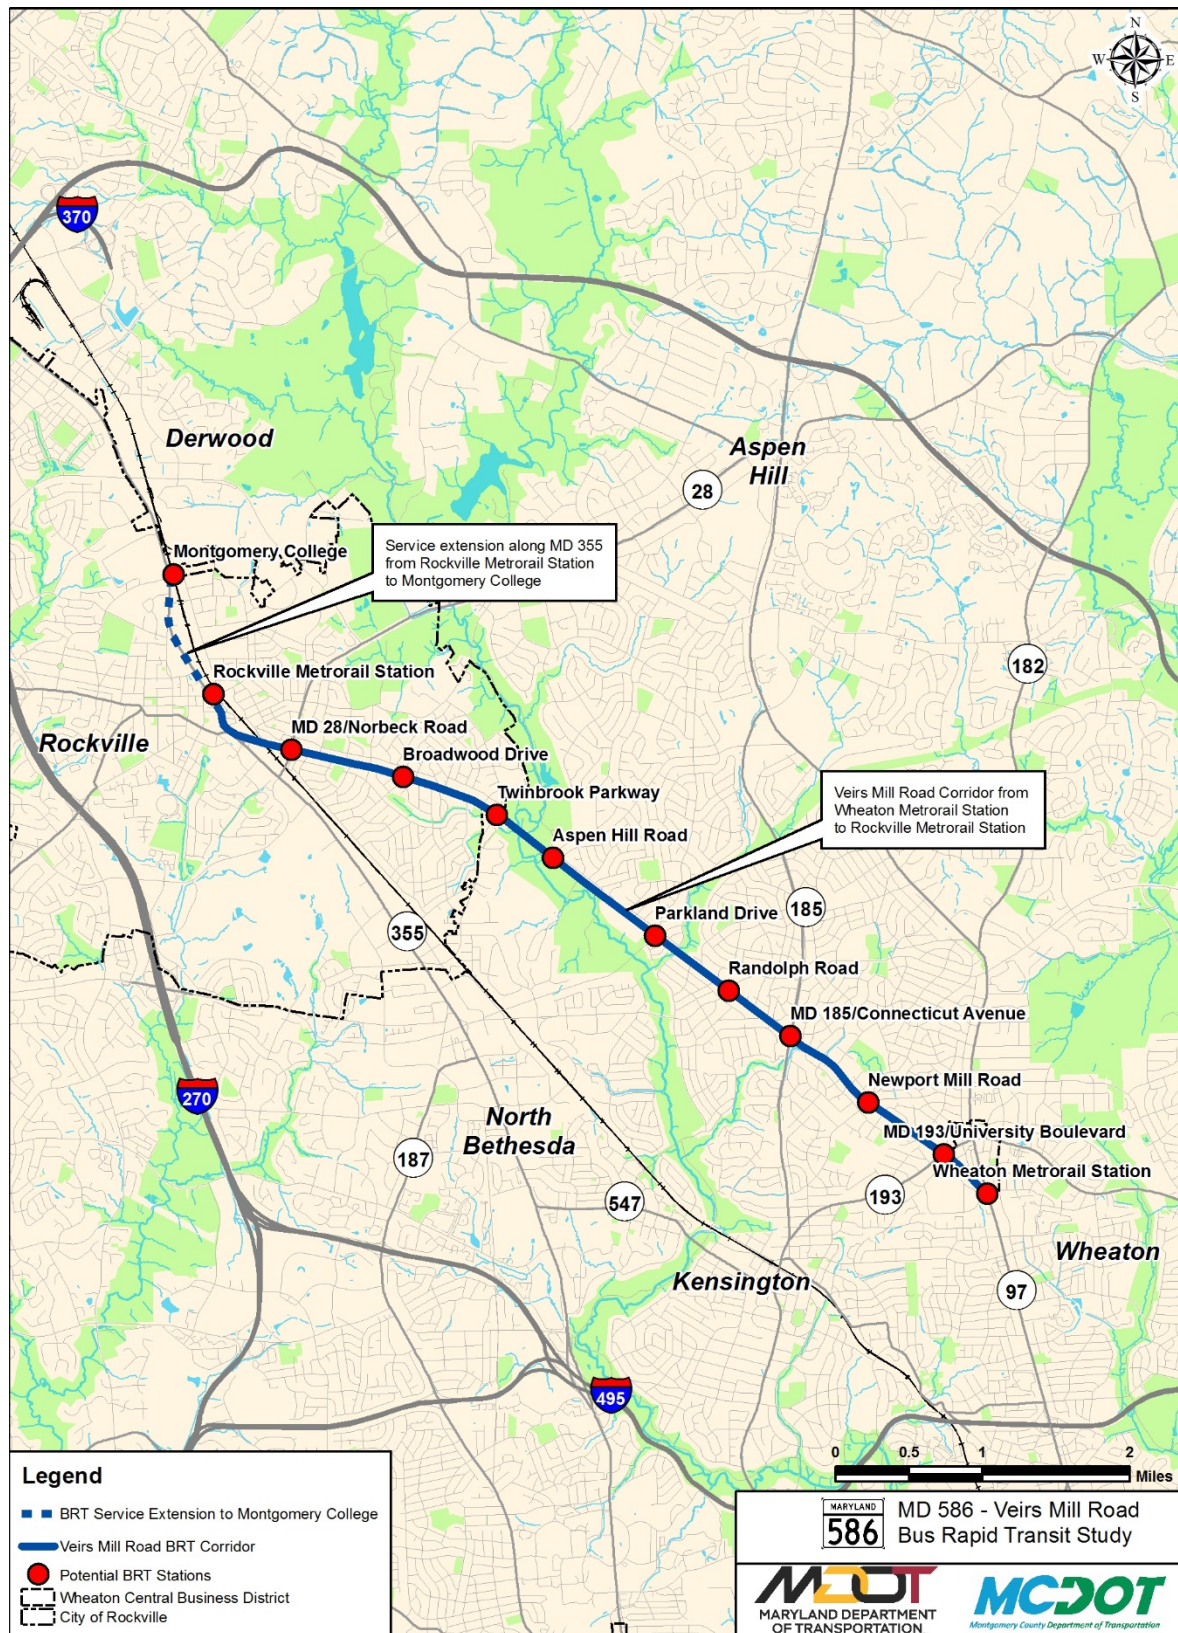 N
W
E
S
370
Derwood
Aspen
Hill
28
Montgomery College
Service extension along MD 355
from Rockville Metrorail Station
to Montgomery College
182
Rockville Metrorail Station
Rockville
MD 28/Norbeck Road
Broadwood Drive
Twinbrook Parkway
Veirs Mill Road Corridor from
Wheaton Metrorail Station
to Rockville Metrorail Station
Aspen Hill Road
Parkland Drive
185
355
Randolph Road
MD 185/Connecticut Avenue
Newport Mill Road
270
North
Bethesda
MD 193/University Boulevard
187
Wheaton Metrorail Station
193
547
Wheaton
Kensington
97
495
0 0.5 1 2
Miles
Legend
BRT Service Extension to Montgomery College
Veirs Mill Road BRT Corridor
Potential BRT Stations
Wheaton Central Business District
City of Rockville
MARYLAND
586
MD 586 - Veirs Mill Road
Bus Rapid Transit Study
MDOT
MARYLAND DEPARTMENT
OF TRANSPORTATION
MCDOT
Montgomery County Department of Transportation